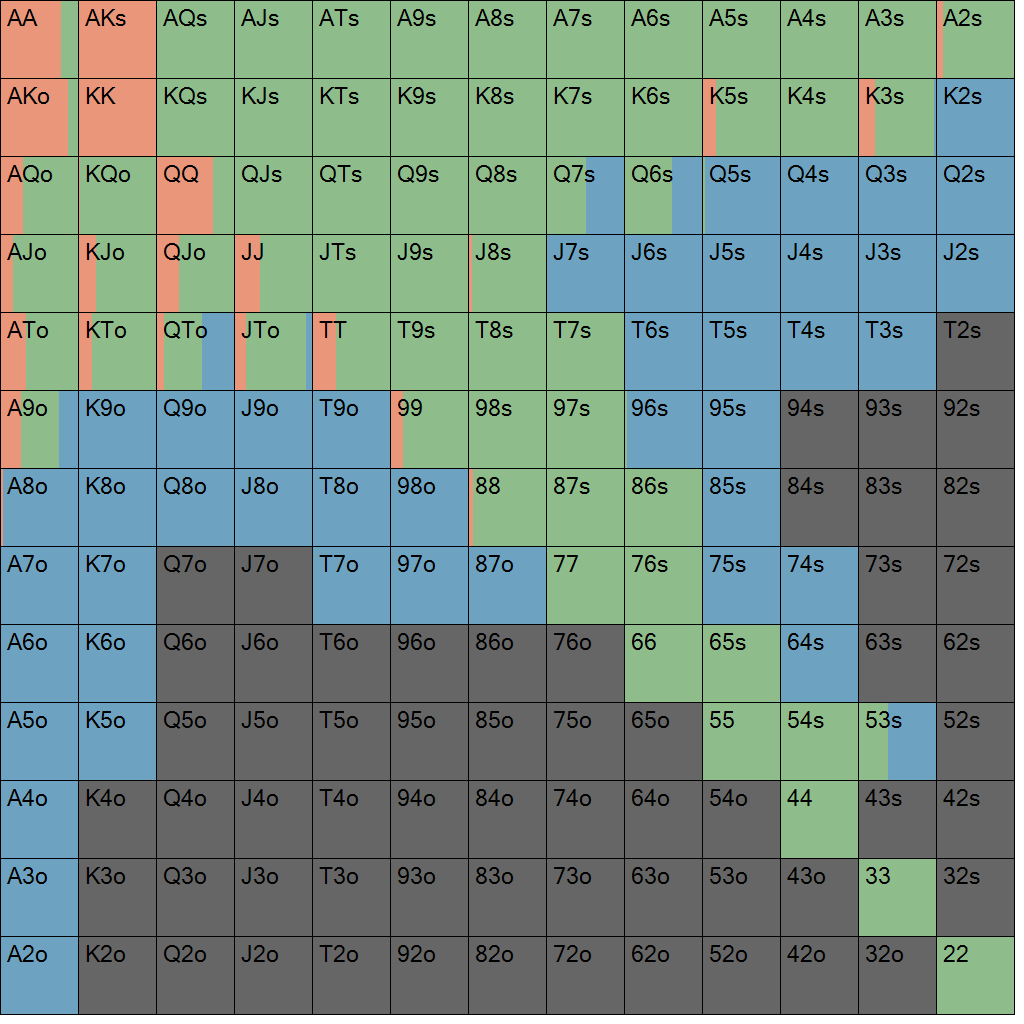 AA AKs AQs AJs ATs A9s A8s A7s A6s A5s A4s A3s A2s
AKo KK KQs KJs KTs K9s K8s K7s K6s K5s K4s K3s K2s
AQo KQo QQ QJs QTs Q9s Q8s Q7s Q6s Q5s Q4s Q3s Q2s
AJo KJo QJo JJ JTs J9s J8s J7s J6s J5s J4s J3s J2s
ATo KTo QTo JTo TT T9s T8s T7s T6s T5s T4s T3s T2s
A9o K9o Q9o J9o T9o 99 98s 97s 96s 95s 94s 93s 92s
A8o K8o Q8o J8o T8o 98o 88 87s 86s 85s 84s 83s 82s
A7o K7o Q7o J7o T7o 97o 87o 77 76s 75s 74s 73s 72s
A6o K6o Q6o J6o T6o 96o 86o 76o 66 65s 64s 63s 62s
A5o K5o Q5o J5o T5o 95o 85o 75o 65o 55 54s 53s 52s
A4o K4o Q4o J4o T4o 94o 84o 74o 64o 54o 44 43s 42s
A3o K3o Q3o J3o T3o 93o 83o 73o 63o 53o 43o 33 32s
A2o K2o Q2o J2o T2o 92o 82o 72o 62o 52o 42o 32o 22